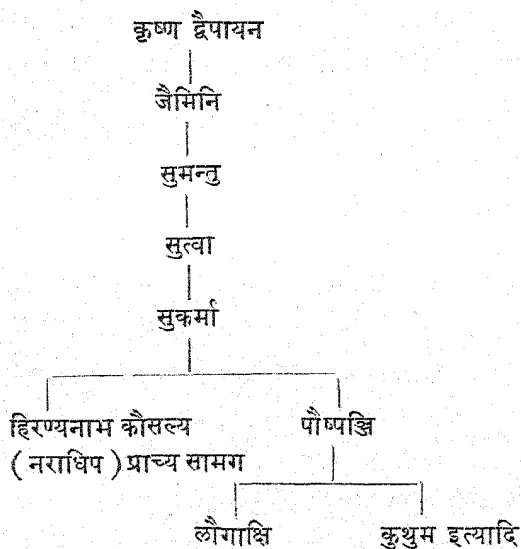 कृष्ण द्वैपायन
जैमिनि
सुमन्तु
सुत्वा
सुकर्मा
हिरण्यनाभ कौसल्य
( नराधिप ) प्राच्य सामग
पौष्पञ्जि
लौगाक्षि
कुथुम इत्यादि